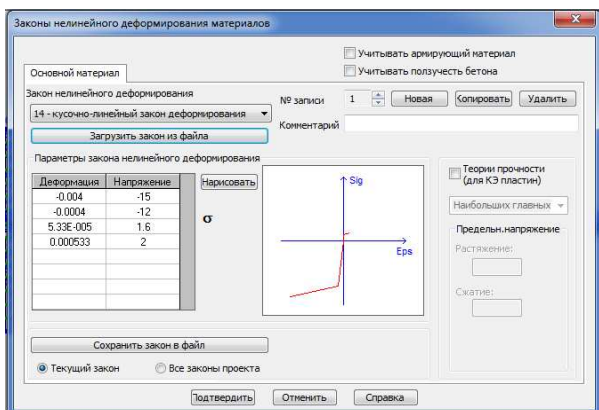 Законы нелинейного деформирования материалов
Учитывать армирующий материал
Учитывать ползучесть бетона
Основной материал
Закон нелинейного деформирования
14 - кусочно-линейный закон деформирования
Загрузить закон из файла
№ записи 1 Новая Копировать Удалить
Комментарий
Параметры закона нелинейного деформирования
Деформация Напряжение
-0.004 -15
-0.0004 -12
5.33E-005 1.6
0.000533 2
Нарисовать
σ
Sig
Eps
Теории прочности
(для КЭ пластин)
Наибольших главных
Предельн.напряжение
Растяжение:
Сжатие:
Сохранить закон в файл
Текущий закон Все законы проекта
Подтвердить Отменить Справка